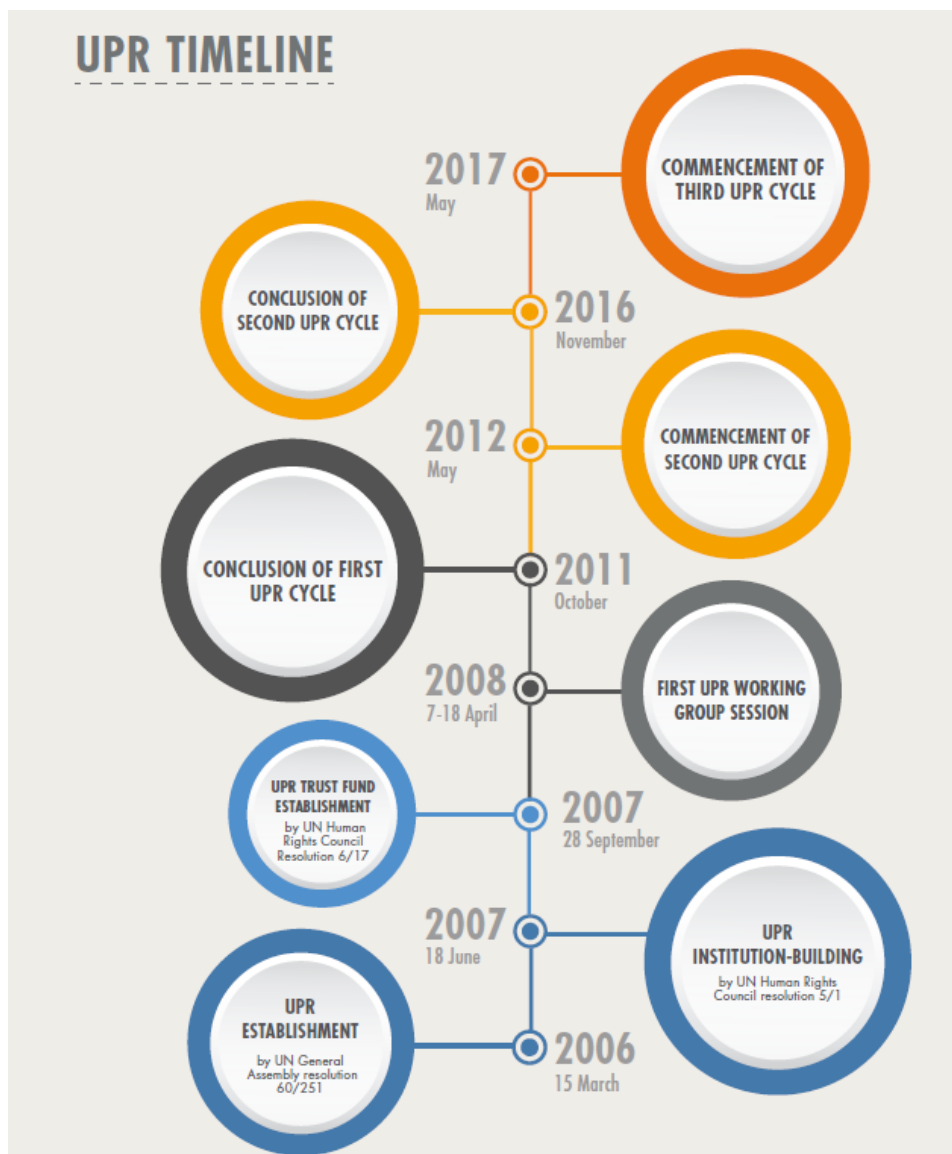 UPR TIMELINE
2017
May
COMMENCEMENT OF
THIRD UPR CYCLE
CONCLUSION OF
SECOND UPR CYCLE
2016
November
2012
May
COMMENCEMENT OF
SECOND UPR CYCLE
CONCLUSION OF FIRST
UPR CYCLE
2011
October
2008
7-18 April
FIRST UPR WORKING
GROUP SESSION
UPR TRUST FUND
ESTABLISHMENT
by UN Human
Rights Council
Resolution 6/17
2007
28 September
2007
18 June
UPR
INSTITUTION-BUILDING
by UN Human Rights
Council resolution 5/1
UPR
ESTABLISHMENT
by UN General
Assembly resolution
60/251
2006
15 March